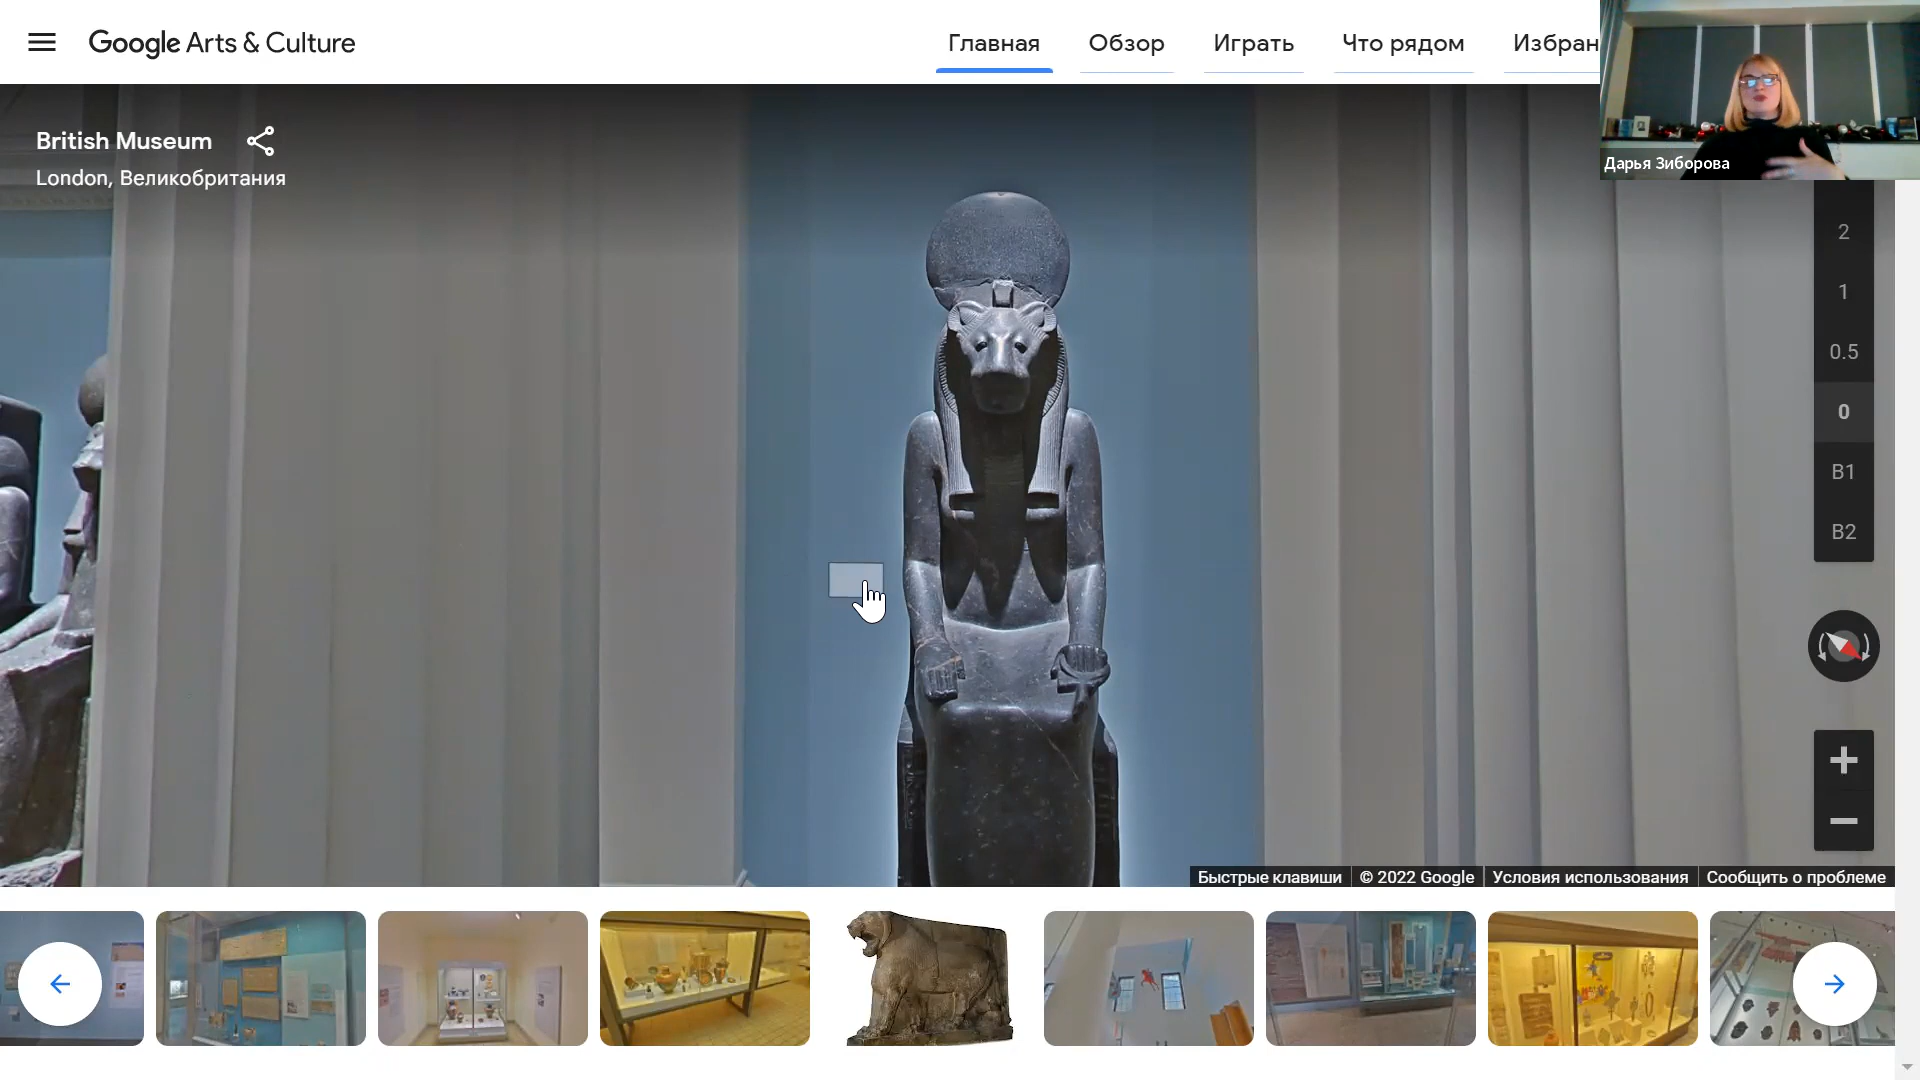 Google Arts & Culture
Главная
Обзор
Играть
Что рядом
Избран
British Museum
London, Великобритания
Дарья Зиборова
2
1
0.5
0
B1
B2
Быстрые клавиши
© 2022 Google
Условия использования
Сообщить о проблеме